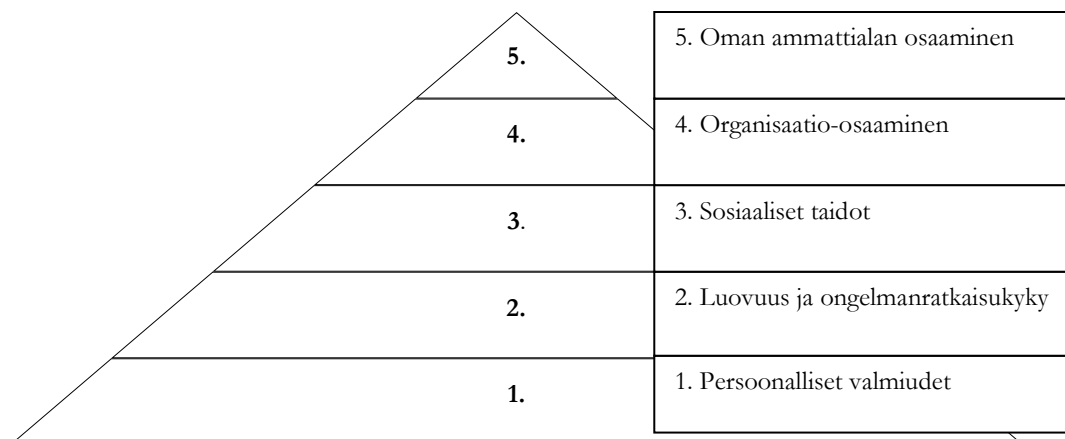 5.
5. Oman ammattialan osaaminen
4.
4. Organisaatio-osaaminen
3.
3. Sosiaaliset taidot
2.
2. Luovuus ja ongelmanratkaisukyky
1.
1. Persoonalliset valmiudet